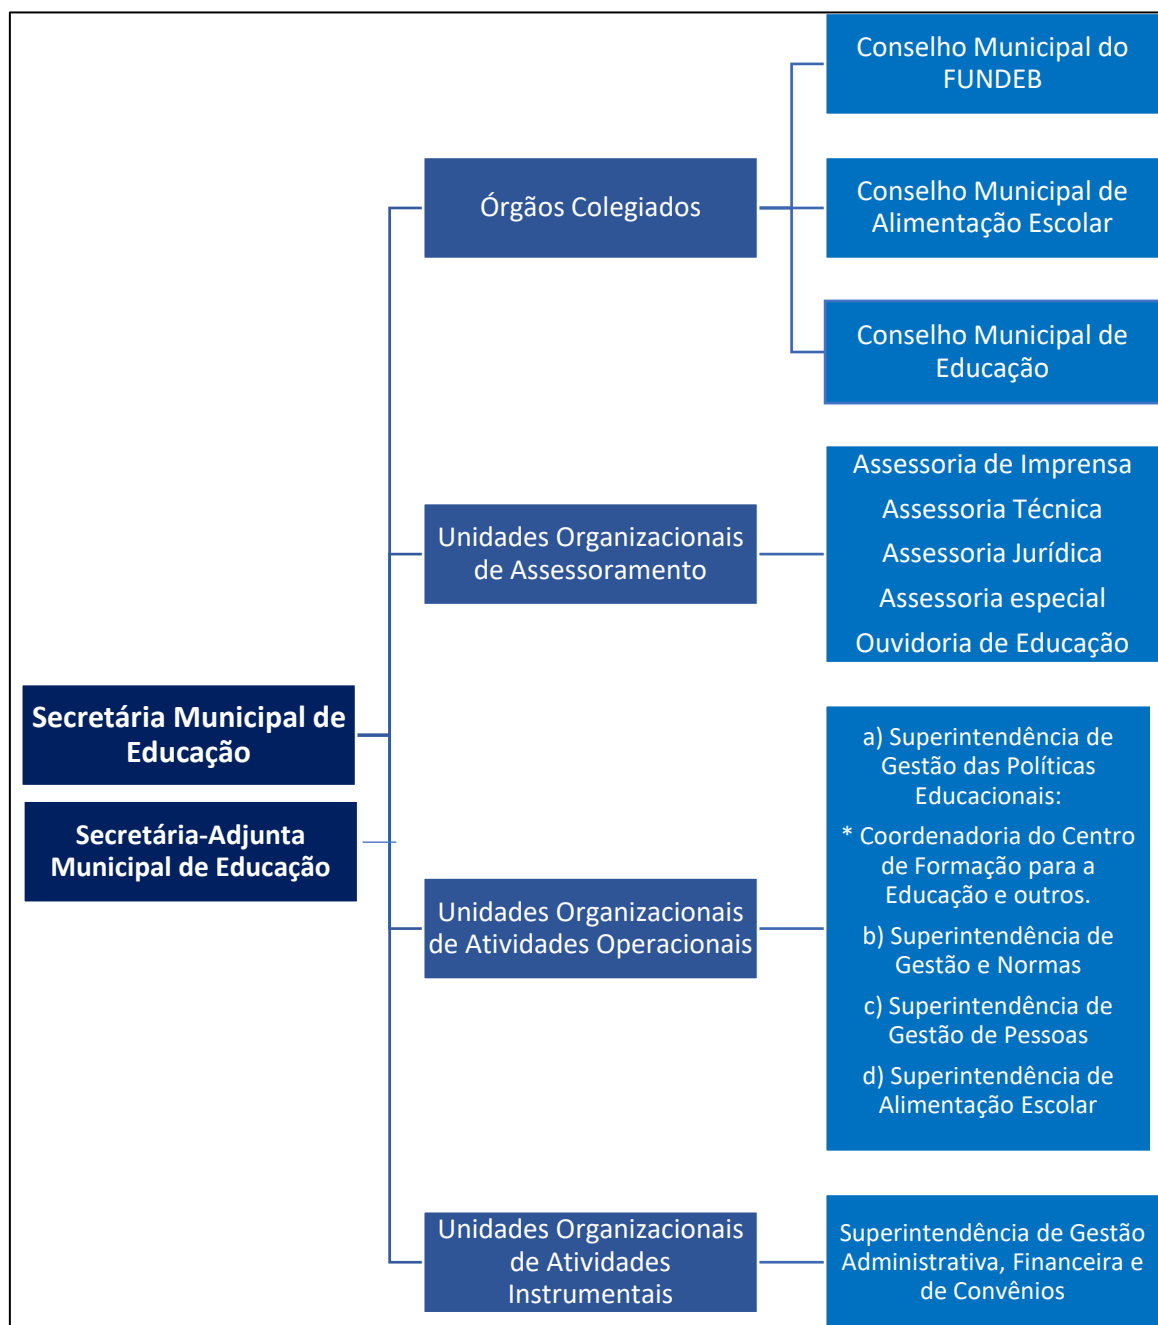 Secretária Municipal de
Educação
Secretária-Adjunta
Municipal de Educação
Órgãos Colegiados
Conselho Municipal do
FUNDEB
Conselho Municipal de
Alimentação Escolar
Conselho Municipal de
Educação
Unidades Organizacionais
de Assessoramento
Assessoria de Imprensa
Assessoria Técnica
Assessoria Jurídica
Assessoria especial
Ouvidoria de Educação
Unidades Organizacionais
de Atividades Operacionais
a) Superintendência de
Gestão das Políticas
Educacionais:
* Coordenadoria do Centro
de Formação para a
Educação e outros.
b) Superintendência de
Gestão e Normas
c) Superintendência de
Gestão de Pessoas
d) Superintendência de
Alimentação Escolar
Unidades Organizacionais
de Atividades
Instrumentais
Superintendência de Gestão
Administrativa, Financeira e
de Convênios